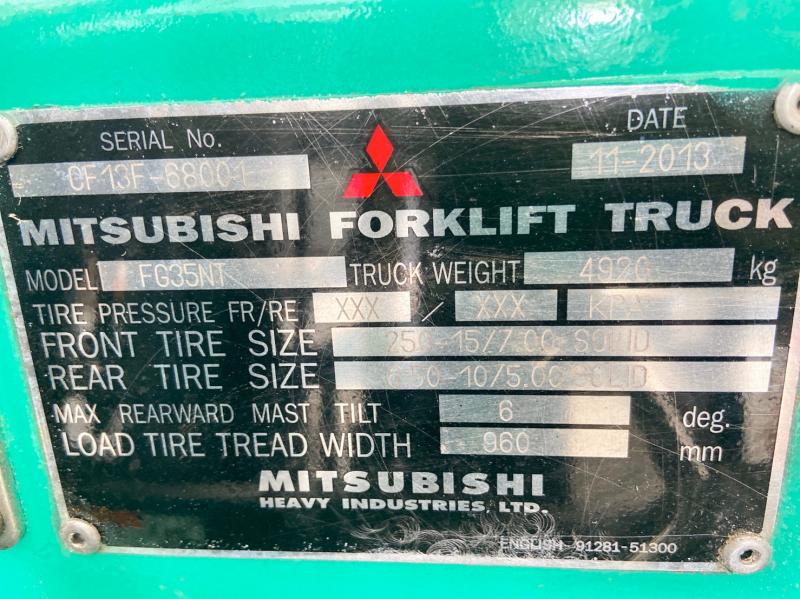 SERIAL No.
DATE
CF13F-68001
11-2013
MITSUBISHI FORKLIFT TRUCK
MODEL FG35NT TRUCK WEIGHT 4920 kg
TIRE PRESSURE FR/RE XXX / XXX KPA
FRONT TIRE SIZE 250-15/7.00 SOLID
REAR TIRE SIZE 6.50-10/5.00 SOLID
MAX REARWARD MAST TILT 6 deg.
LOAD TIRE TREAD WIDTH 960 mm
MITSUBISHI
HEAVY INDUSTRIES, LTD.
ENGLISH 91281-51300